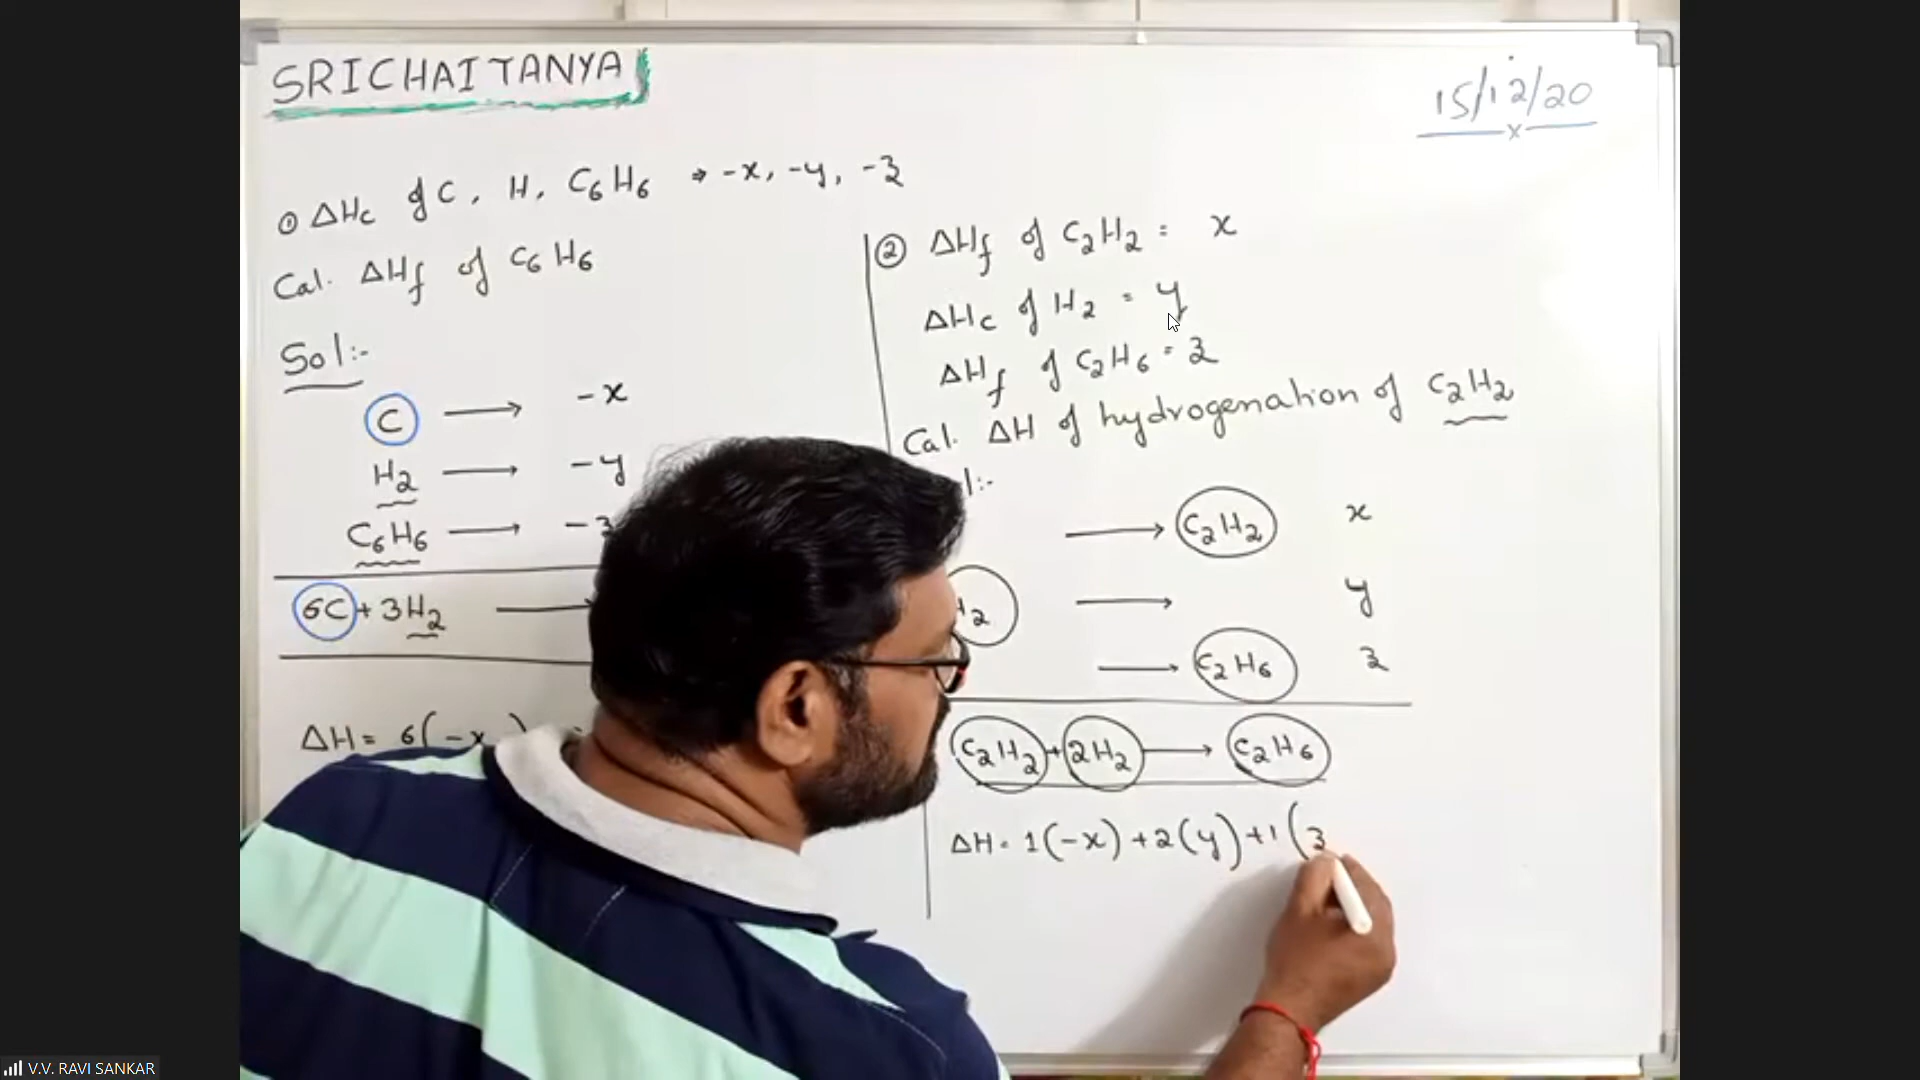 SRICHAITANYA
15/12/20
① ΔHc of C, H, C6H6 → -x, -y, -z
Cal. ΔHf of C6H6
Sol:-
C → -x
H2 → -y
C6H6 → -z
6C + 3H2 →
ΔH = 6(-x)
② ΔHf of C2H2 = x
ΔHc of H2 = y
ΔHf of C2H6 = z
Cal. ΔH of hydrogenation of C2H2
l:-
→ C2H2 x
H2 → y
→ C2H6 z
C2H2 + 2H2 → C2H6
ΔH = 1(-x) + 2(y) + 1(z
V.V. RAVI SANKAR